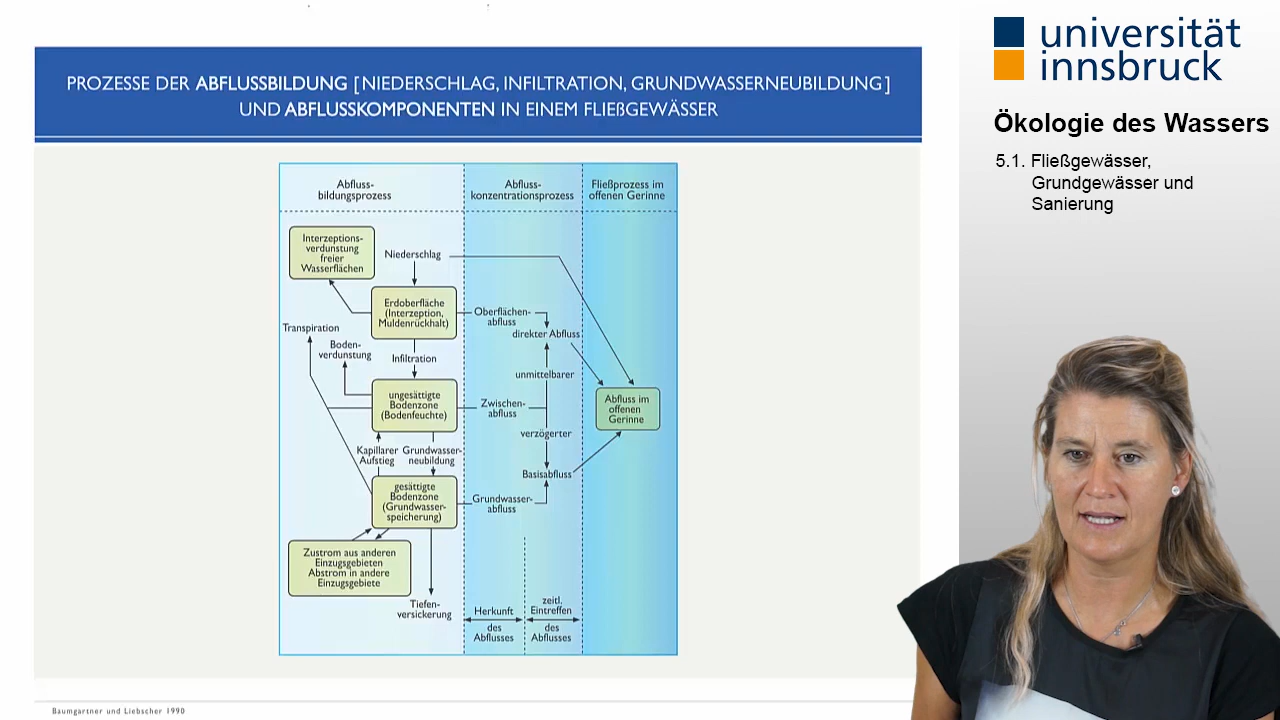 PROZESSE DER ABFLUSSBILDUNG [NIEDERSCHLAG, INFILTRATION, GRUNDWASSERNEUBILDUNG]
UND ABFLUSSKOMPONENTEN IN EINEM FLIEßGEWÄSSER
Abfluss-
bildungsprozess
Abfluss-
konzentrationsprozess
Fließprozess im
offenen Gerinne
Interzeptions-
verdunstung
freier
Wasserflächen
Niederschlag
Erdoberfläche
(Interzeption,
Muldenrückhalt)
Oberflächen-
abfluss
direkter Abfluss
Transpiration
Boden-
verdunstung
Infiltration
unmittelbarer
ungesättigte
Bodenzone
(Bodenfeuchte)
Zwischen-
abfluss
Abfluss im
offenen
Gerinne
verzögerter
Kapillarer
Aufstieg
Grundwasser-
neubildung
Basisabfluss
gesättigte
Bodenzone
(Grundwasser-
speicherung)
Grundwasser-
abfluss
Zustrom aus anderen
Einzugsgebieten
Abstrom in andere
Einzugsgebiete
Tiefen-
versickerung
Herkunft
des
Abflusses
zeitl.
Eintreffen
des
Abflusses
Baumgartner und Liebscher 1990
universität
innsbruck
Ökologie des Wassers
5.1. Fließgewässer,
Grundgewässer und
Sanierung